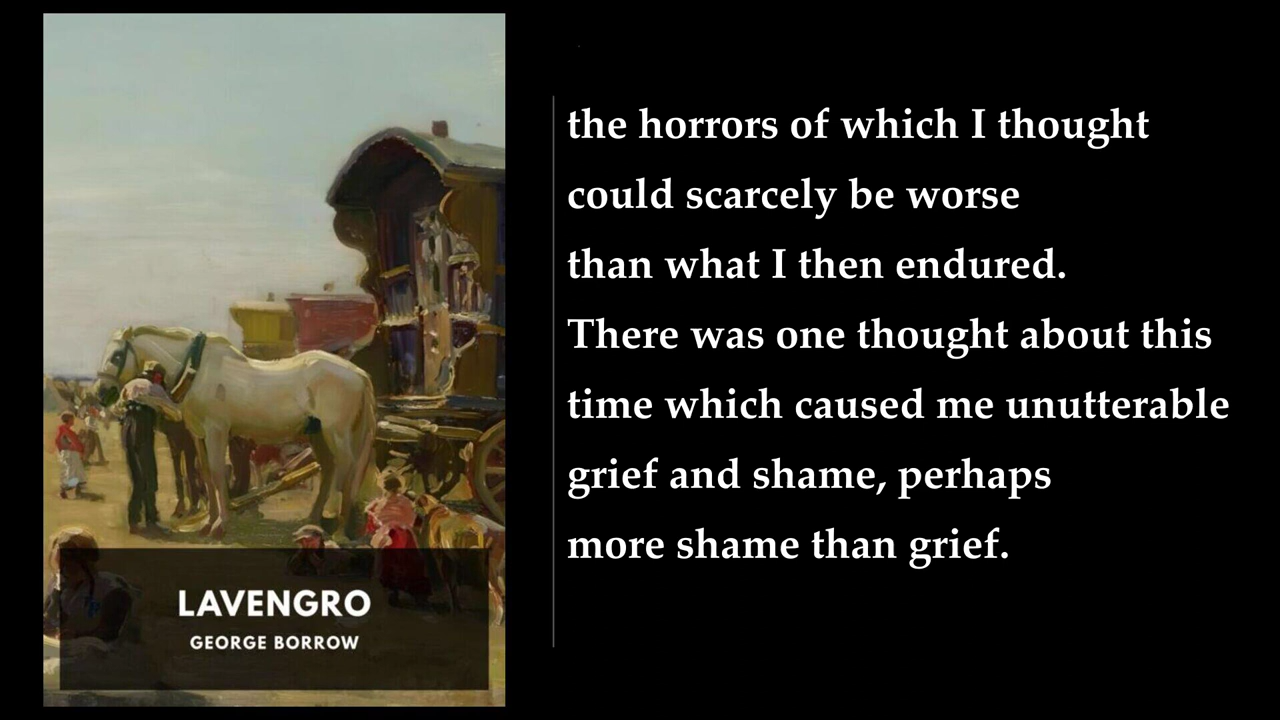 LAVENGRO
GEORGE BORROW
the horrors of which I thought
could scarcely be worse
than what I then endured.
There was one thought about this
time which caused me unutterable
grief and shame, perhaps
more shame than grief.